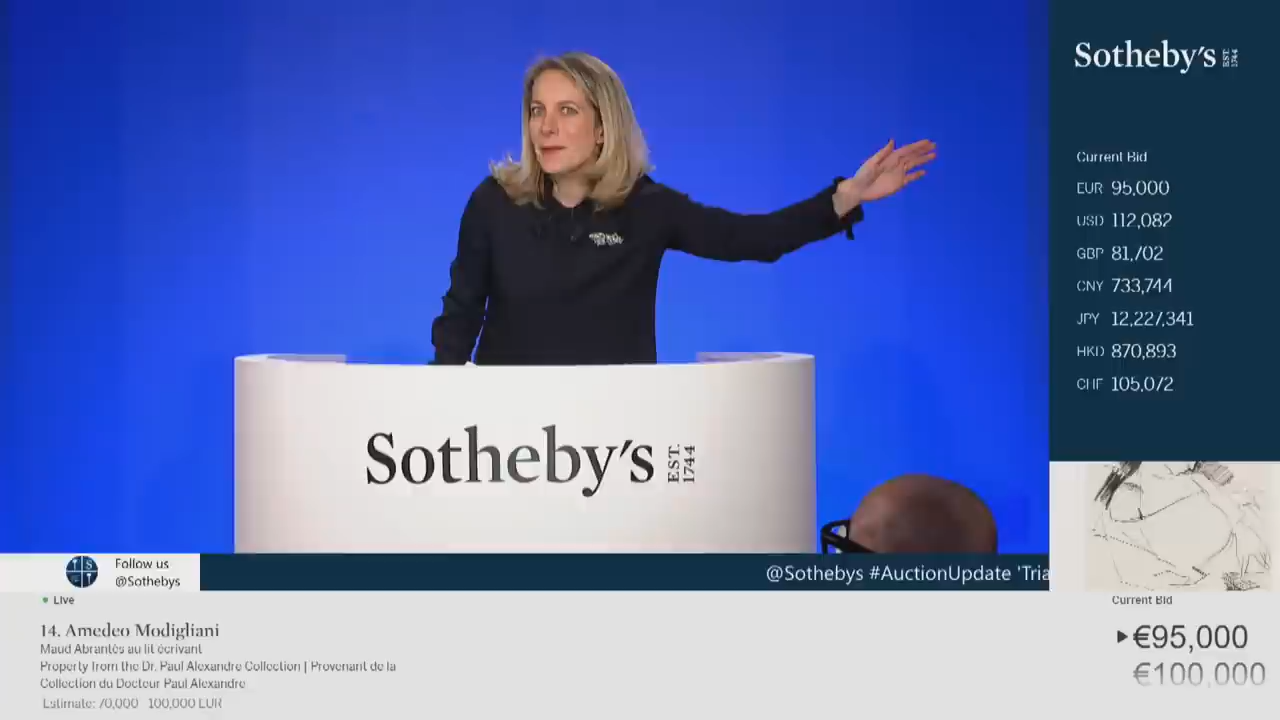 Sotheby's EST. 1744
Current Bid
EUR 95,000
USD 112,082
GBP 81,702
CNY 733,744
JPY 12,227,341
HKD 870,893
CHF 105,072
Sotheby's EST. 1744
TSJ
Follow us
@Sothebys
@Sothebys #AuctionUpdate 'Tria
Live
Current Bid
14. Amedeo Modigliani
Maud Abrantès au lit écrivant
Property from the Dr. Paul Alexandre Collection | Provenant de la
Collection du Docteur Paul Alexandre
Estimate: 70,000 100,000 EUR
€95,000
€100,000